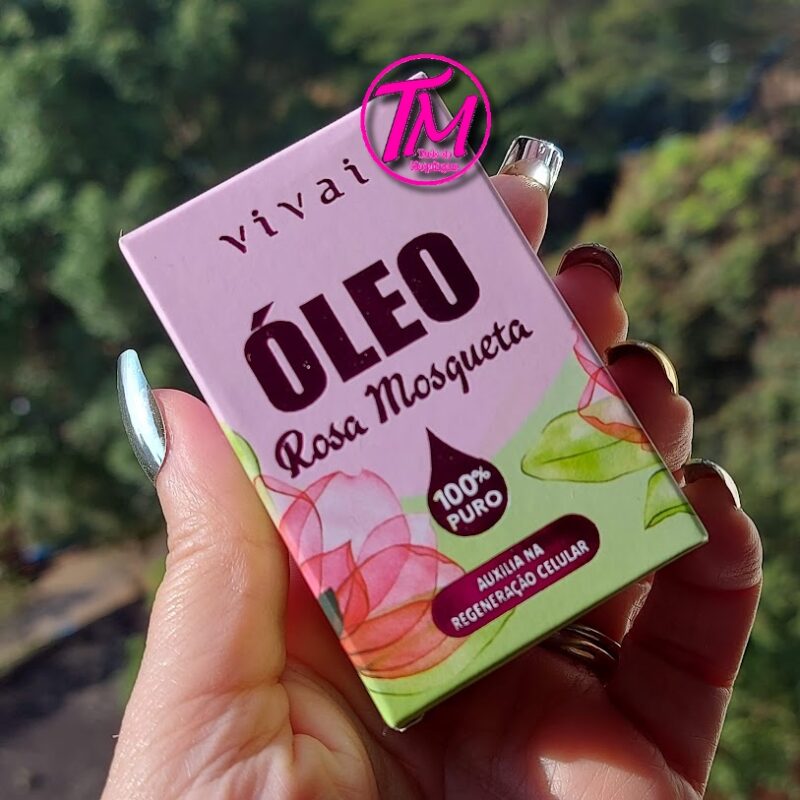 TM
vivai
ÓLEO
Rosa Mosqueta
100%
PURO
AUXILIA NA
REGENERAÇÃO CELULAR